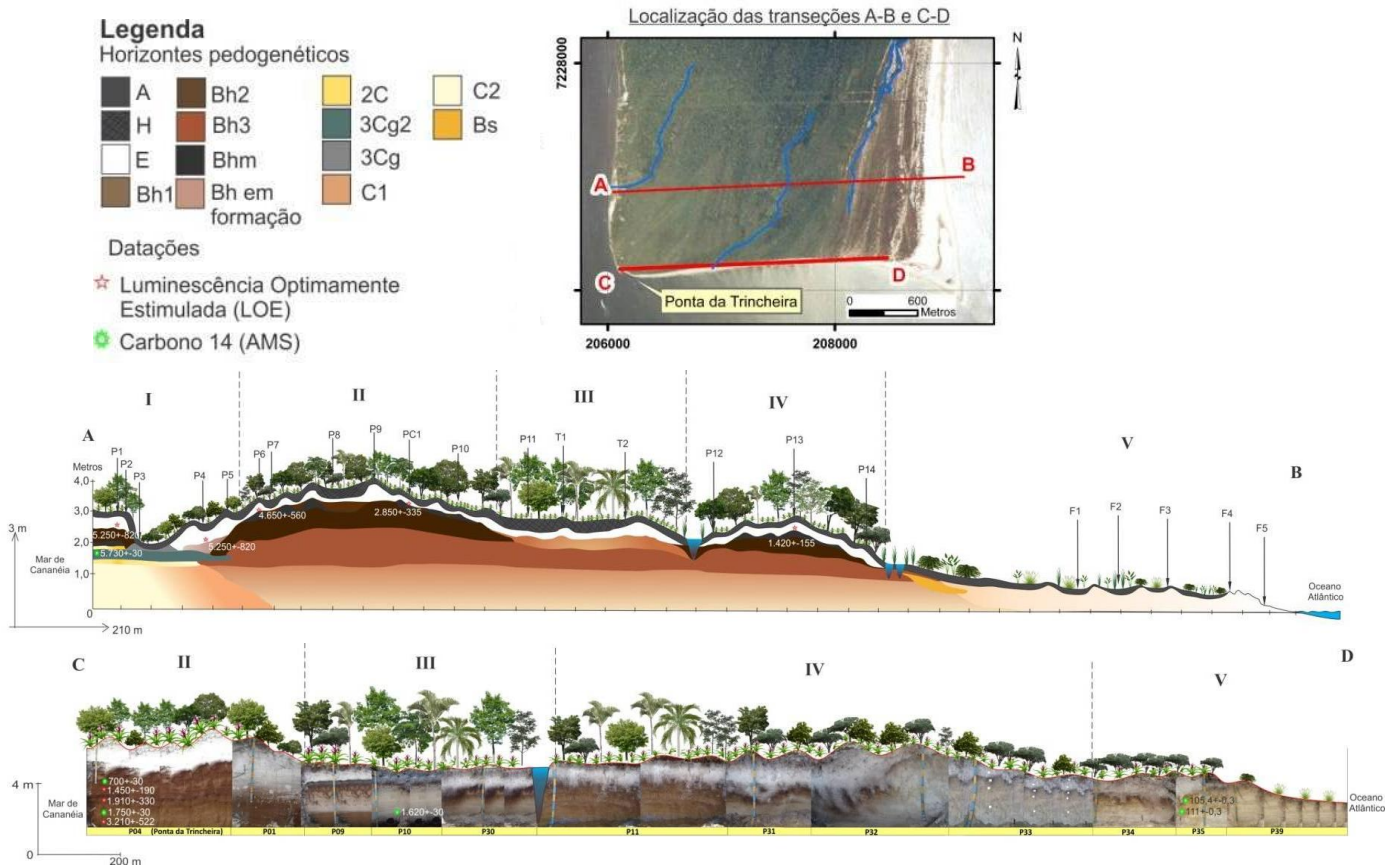 Legenda
Horizontes pedogenéticos
A
H
E
Bh1
Bh2
Bh3
Bhm
Bh em
formação
2C
3Cg2
3Cg
C1
C2
Bs
Datações
Luminescência Optimamente
Estimulada (LOE)
Carbono 14 (AMS)
Localização das transeções A-B e C-D
7228000
N
A
B
C
D
Ponta da Trincheira
0 600
Metros
206000 208000
I II III IV V
A
B
Metros
4,0
3,0
2,0
1,0
0
3 m
Mar de
Cananéia
210 m
P1
P2
P3
P4
P5
P6
P7
P8
P9
PC1
P10
P11
T1
T2
P12
P13
P14
F1
F2
F3
F4
F5
5.250+-820
5.730+-30
5.250+-820
4.650+-560
2.850+-335
1.420+-155
Oceano
Atlântico
C II III IV V D
4 m
Mar de
Cananéia
0
200 m
700+-30
1.450+-190
1.910+-330
1.750+-30
3.210+-522
1.620+-30
105,4+-0,3
111+-0,3
P04 (Ponta da Trincheira) P01 P09 P10 P30 P11 P31 P32 P33 P34 P35 P39
Oceano
Atlântico